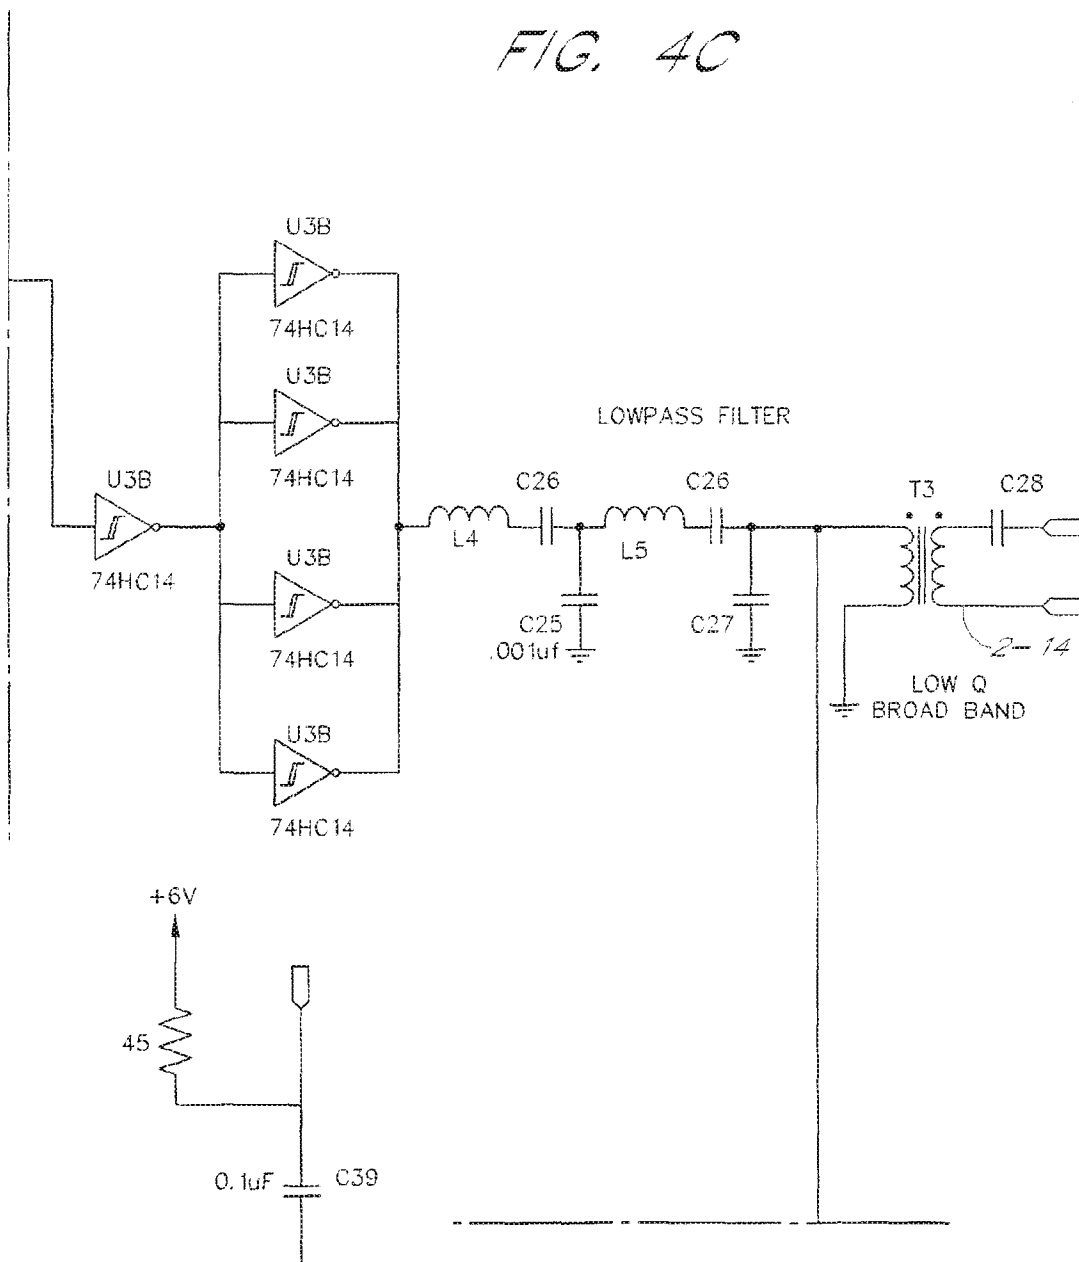 FIG. 4C
U3B
74HC14
U3B
74HC14
LOWPASS FILTER
U3B
74HC14
C26
L4
C26
L5
T3
C28
U3B
74HC14
C25
.001uf
C27
2-14
LOW Q
BROAD BAND
U3B
74HC14
+6V
45
0.1uF
C39